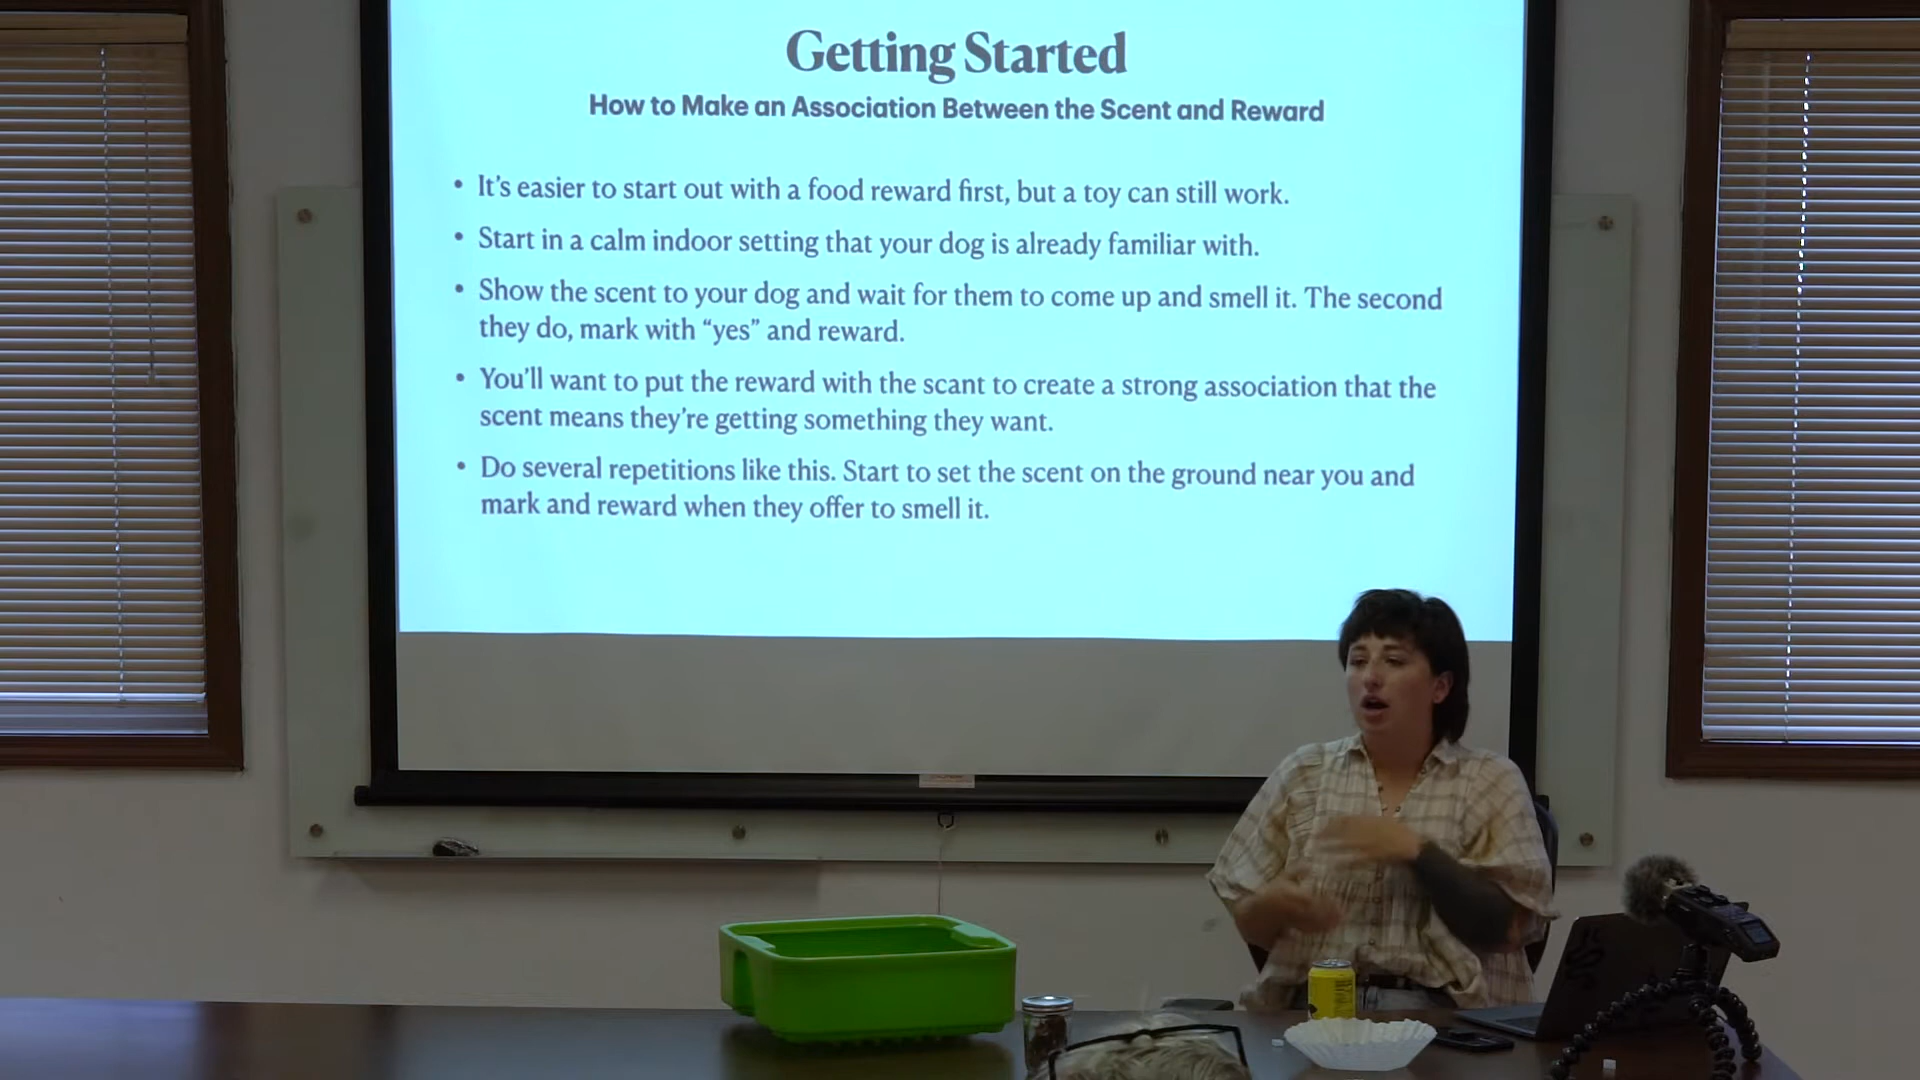 Getting Started
How to Make an Association Between the Scent and Reward
• It's easier to start out with a food reward first, but a toy can still work.
• Start in a calm indoor setting that your dog is already familiar with.
• Show the scent to your dog and wait for them to come up and smell it. The second
they do, mark with “yes” and reward.
• You'll want to put the reward with the scant to create a strong association that the
scent means they're getting something they want.
• Do several repetitions like this. Start to set the scent on the ground near you and
mark and reward when they offer to smell it.